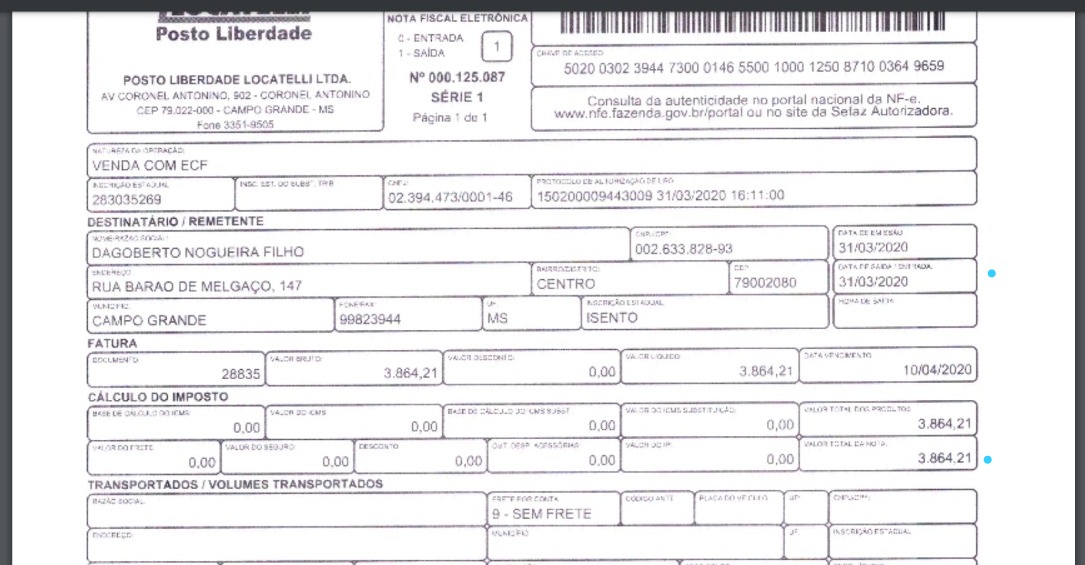 Posto Liberdade
POSTO LIBERDADE LOCATELLI LTDA.
AV CORONEL ANTONINO, 902 - CORONEL ANTONINO
CEP 79.022-000 - CAMPO GRANDE - MS
Fone 3351-9505
NOTA FISCAL ELETRÔNICA
0 - ENTRADA
1 - SAÍDA
1
Nº 000.125.087
SÉRIE 1
Página 1 de 1
CHAVE DE ACESSO
5020 0302 3944 7300 0146 5500 1000 1250 8710 0364 9659
Consulta da autenticidade no portal nacional da NF-e.
www.nfe.fazenda.gov.br/portal ou no site da Sefaz Autorizadora.
NATUREZA DA OPERAÇÃO:
VENDA COM ECF
INSCRIÇÃO ESTADUAL INSC. EST. DO SUBST. TRIB CNPJ: PROTOCOLO DE AUTORIZAÇÃO DE USO
283035269 02.394.473/0001-46 150200009443009 31/03/2020 16:11:00
DESTINATÁRIO / REMETENTE
NOME/RAZÃO SOCIAL: CNPJ/CPF: DATA DE EMISSÃO
DAGOBERTO NOGUEIRA FILHO 002.633.828-93 31/03/2020
ENDEREÇO BAIRRO/DISTRITO: CEP DATA DE SAÍDA / ENTRADA
RUA BARAO DE MELGAÇO, 147 CENTRO 79002080 31/03/2020
MUNICÍPIO FONE/FAX: UF INSCRIÇÃO ESTADUAL HORA DE SAÍDA
CAMPO GRANDE 99823944 MS ISENTO
FATURA
DOCUMENTO VALOR BRUTO: VALOR DESCONTO: VALOR LIQUIDO DATA VENCIMENTO
28835 3.864,21 0,00 3.864,21 10/04/2020
CÁLCULO DO IMPOSTO
BASE DE CÁLCULO DO ICMS VALOR DO ICMS BASE DE CÁLCULO DO ICMS SUBST. VALOR DO ICMS SUBSTITUIÇÃO: VALOR TOTAL DOS PRODUTOS
0,00 0,00 0,00 0,00 3.864,21
VALOR DO FRETE VALOR DO SEGURO DESCONTO OUT. DESP. ACESSÓRIAS VALOR DO IPI VALOR TOTAL DA NOTA:
0,00 0,00 0,00 0,00 0,00 3.864,21
TRANSPORTADOS / VOLUMES TRANSPORTADOS
RAZÃO SOCIAL: FRETE POR CONTA CÓDIGO ANTT PLACA DO VEÍCULO UF CNPJ/CPF:
9 - SEM FRETE
ENDEREÇO: MUNICÍPIO UF INSCRIÇÃO ESTADUAL